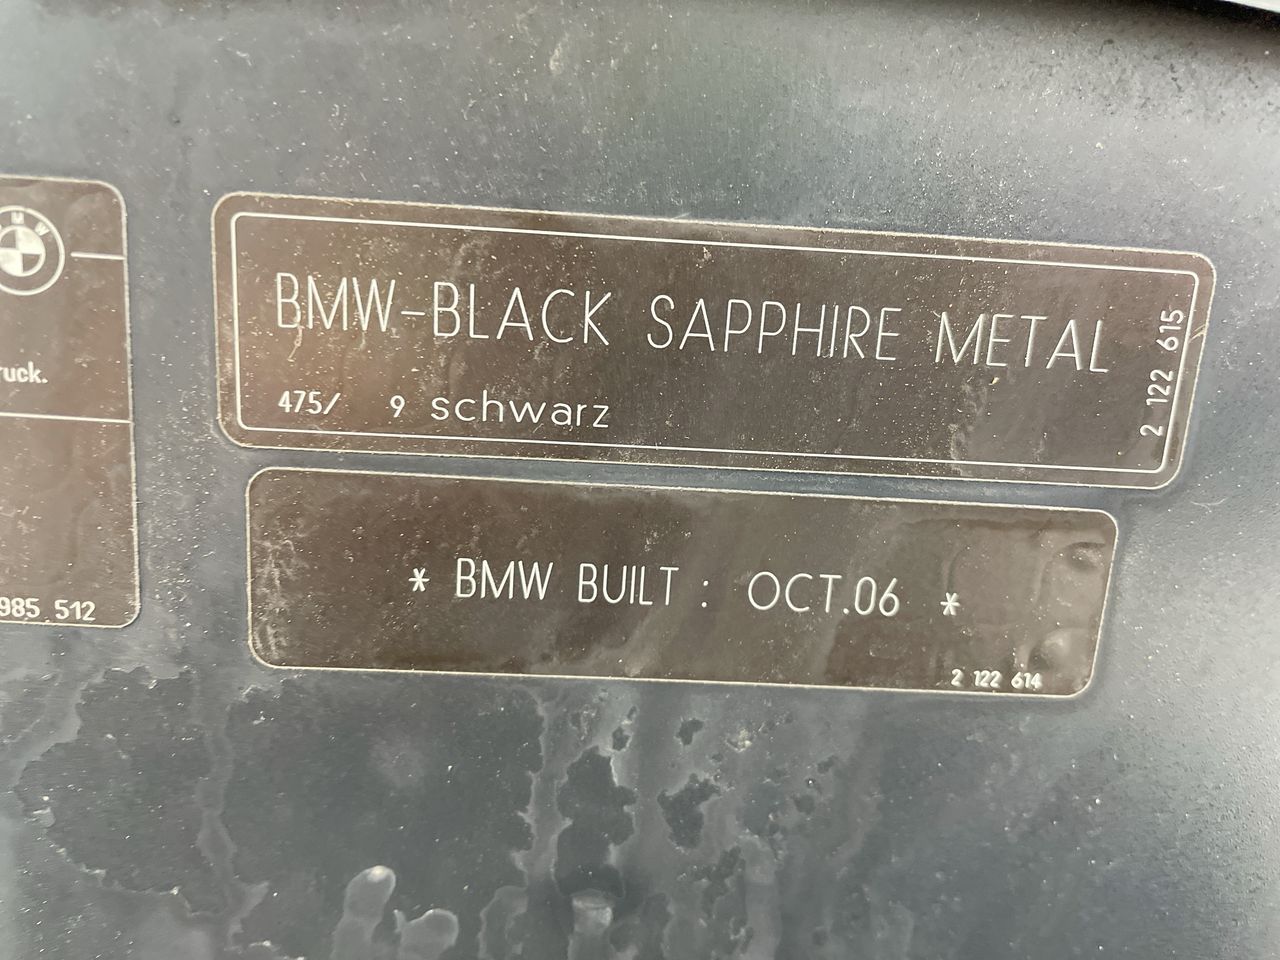 BMW
ruck.
985 512
BMW-BLACK SAPPHIRE METAL
475/ 9 schwarz
2 122 615
* BMW BUILT : OCT.06 *
2 122 614